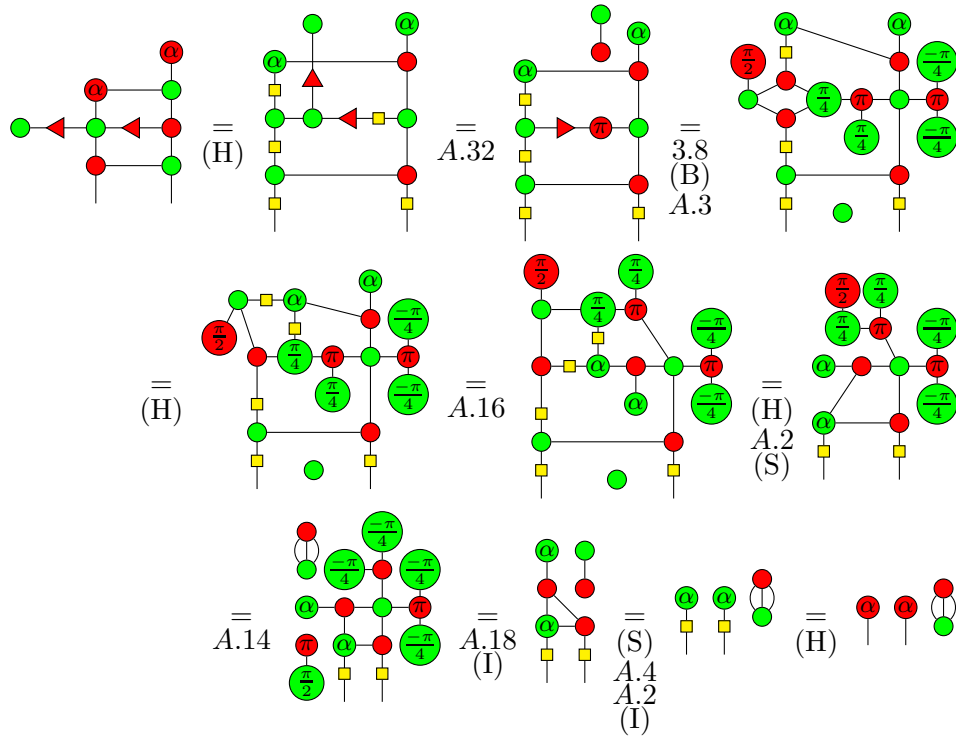 α
α
=
(H)
α
α
=
A.32
α
α
π
=
3.8
(B)
A.3
α α
π/2 −π/4
π/4 π π
π/4 −π/4
=
(H)
α
α
−π/4
π/2 π/4 π π
π/4 −π/4
=
A.16
π/2 π/4
π/4 π
−π/4
α π
α −π/4
=
(H)
A.2
(S)
π/2 π/4
π/4 π −π/4
α π
α −π/4
=
A.14
−π/4
−π/4 −π/4
α π
π α −π/4
π/2
=
A.18
(I)
α
α
=
(S)
A.4
A.2
(I)
α α
=
(H)
α α